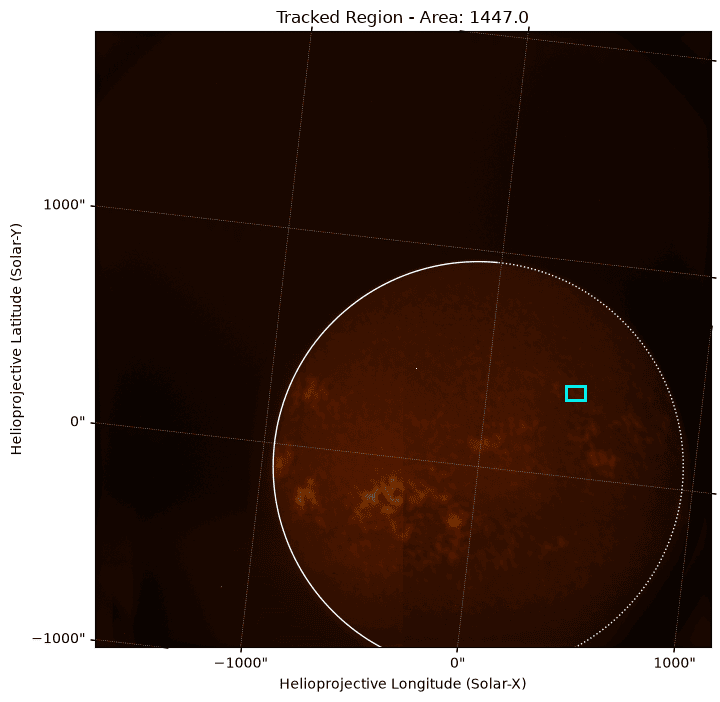 Tracked Region - Area: 1447.0
Helioprojective Latitude (Solar-Y)
1000"
0"
−1000"
−1000"
0"
1000"
Helioprojective Longitude (Solar-X)